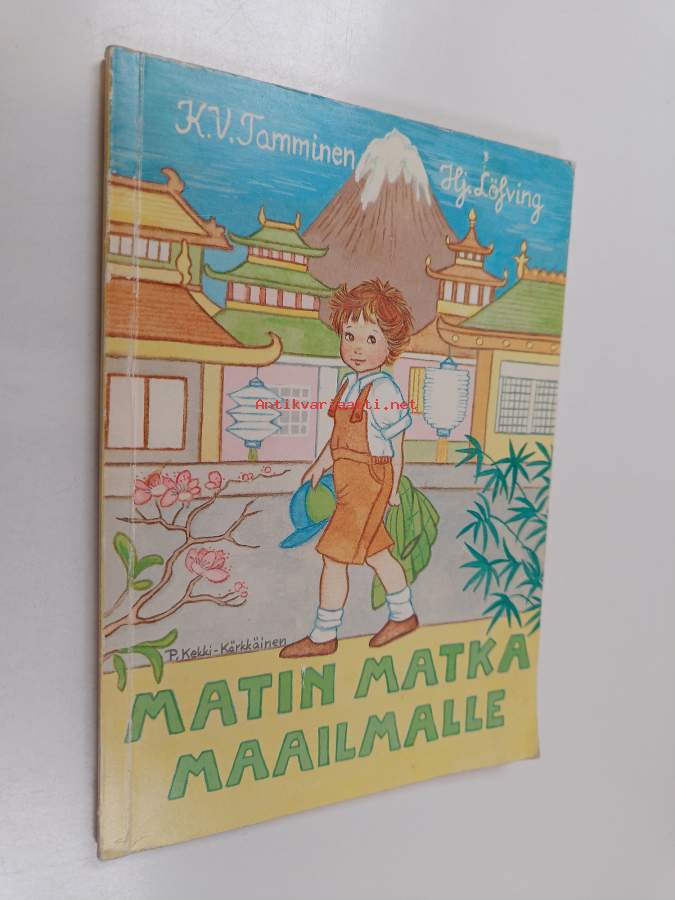 K.V. Tamminen
Hj. Löfving
Antikvariaatti.net
P. Kekki-Kärkkäinen
MATIN MATKA
MAAILMALLE